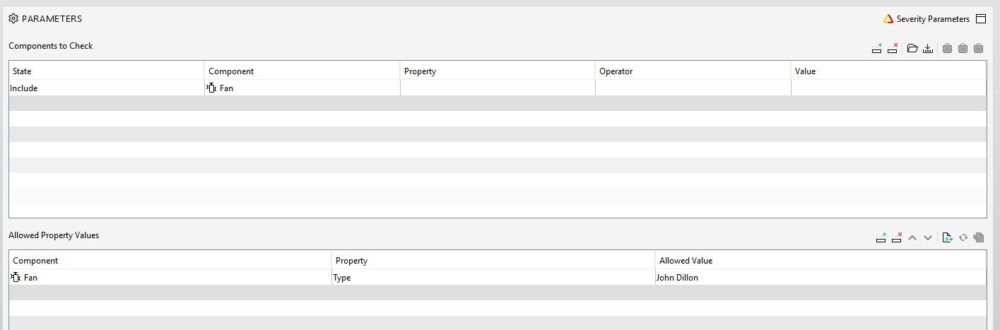 PARAMETERS Severity Parameters
Components to Check
State Component Property Operator Value
Include Fan
Allowed Property Values
Component Property Allowed Value
Fan Type John Dillon